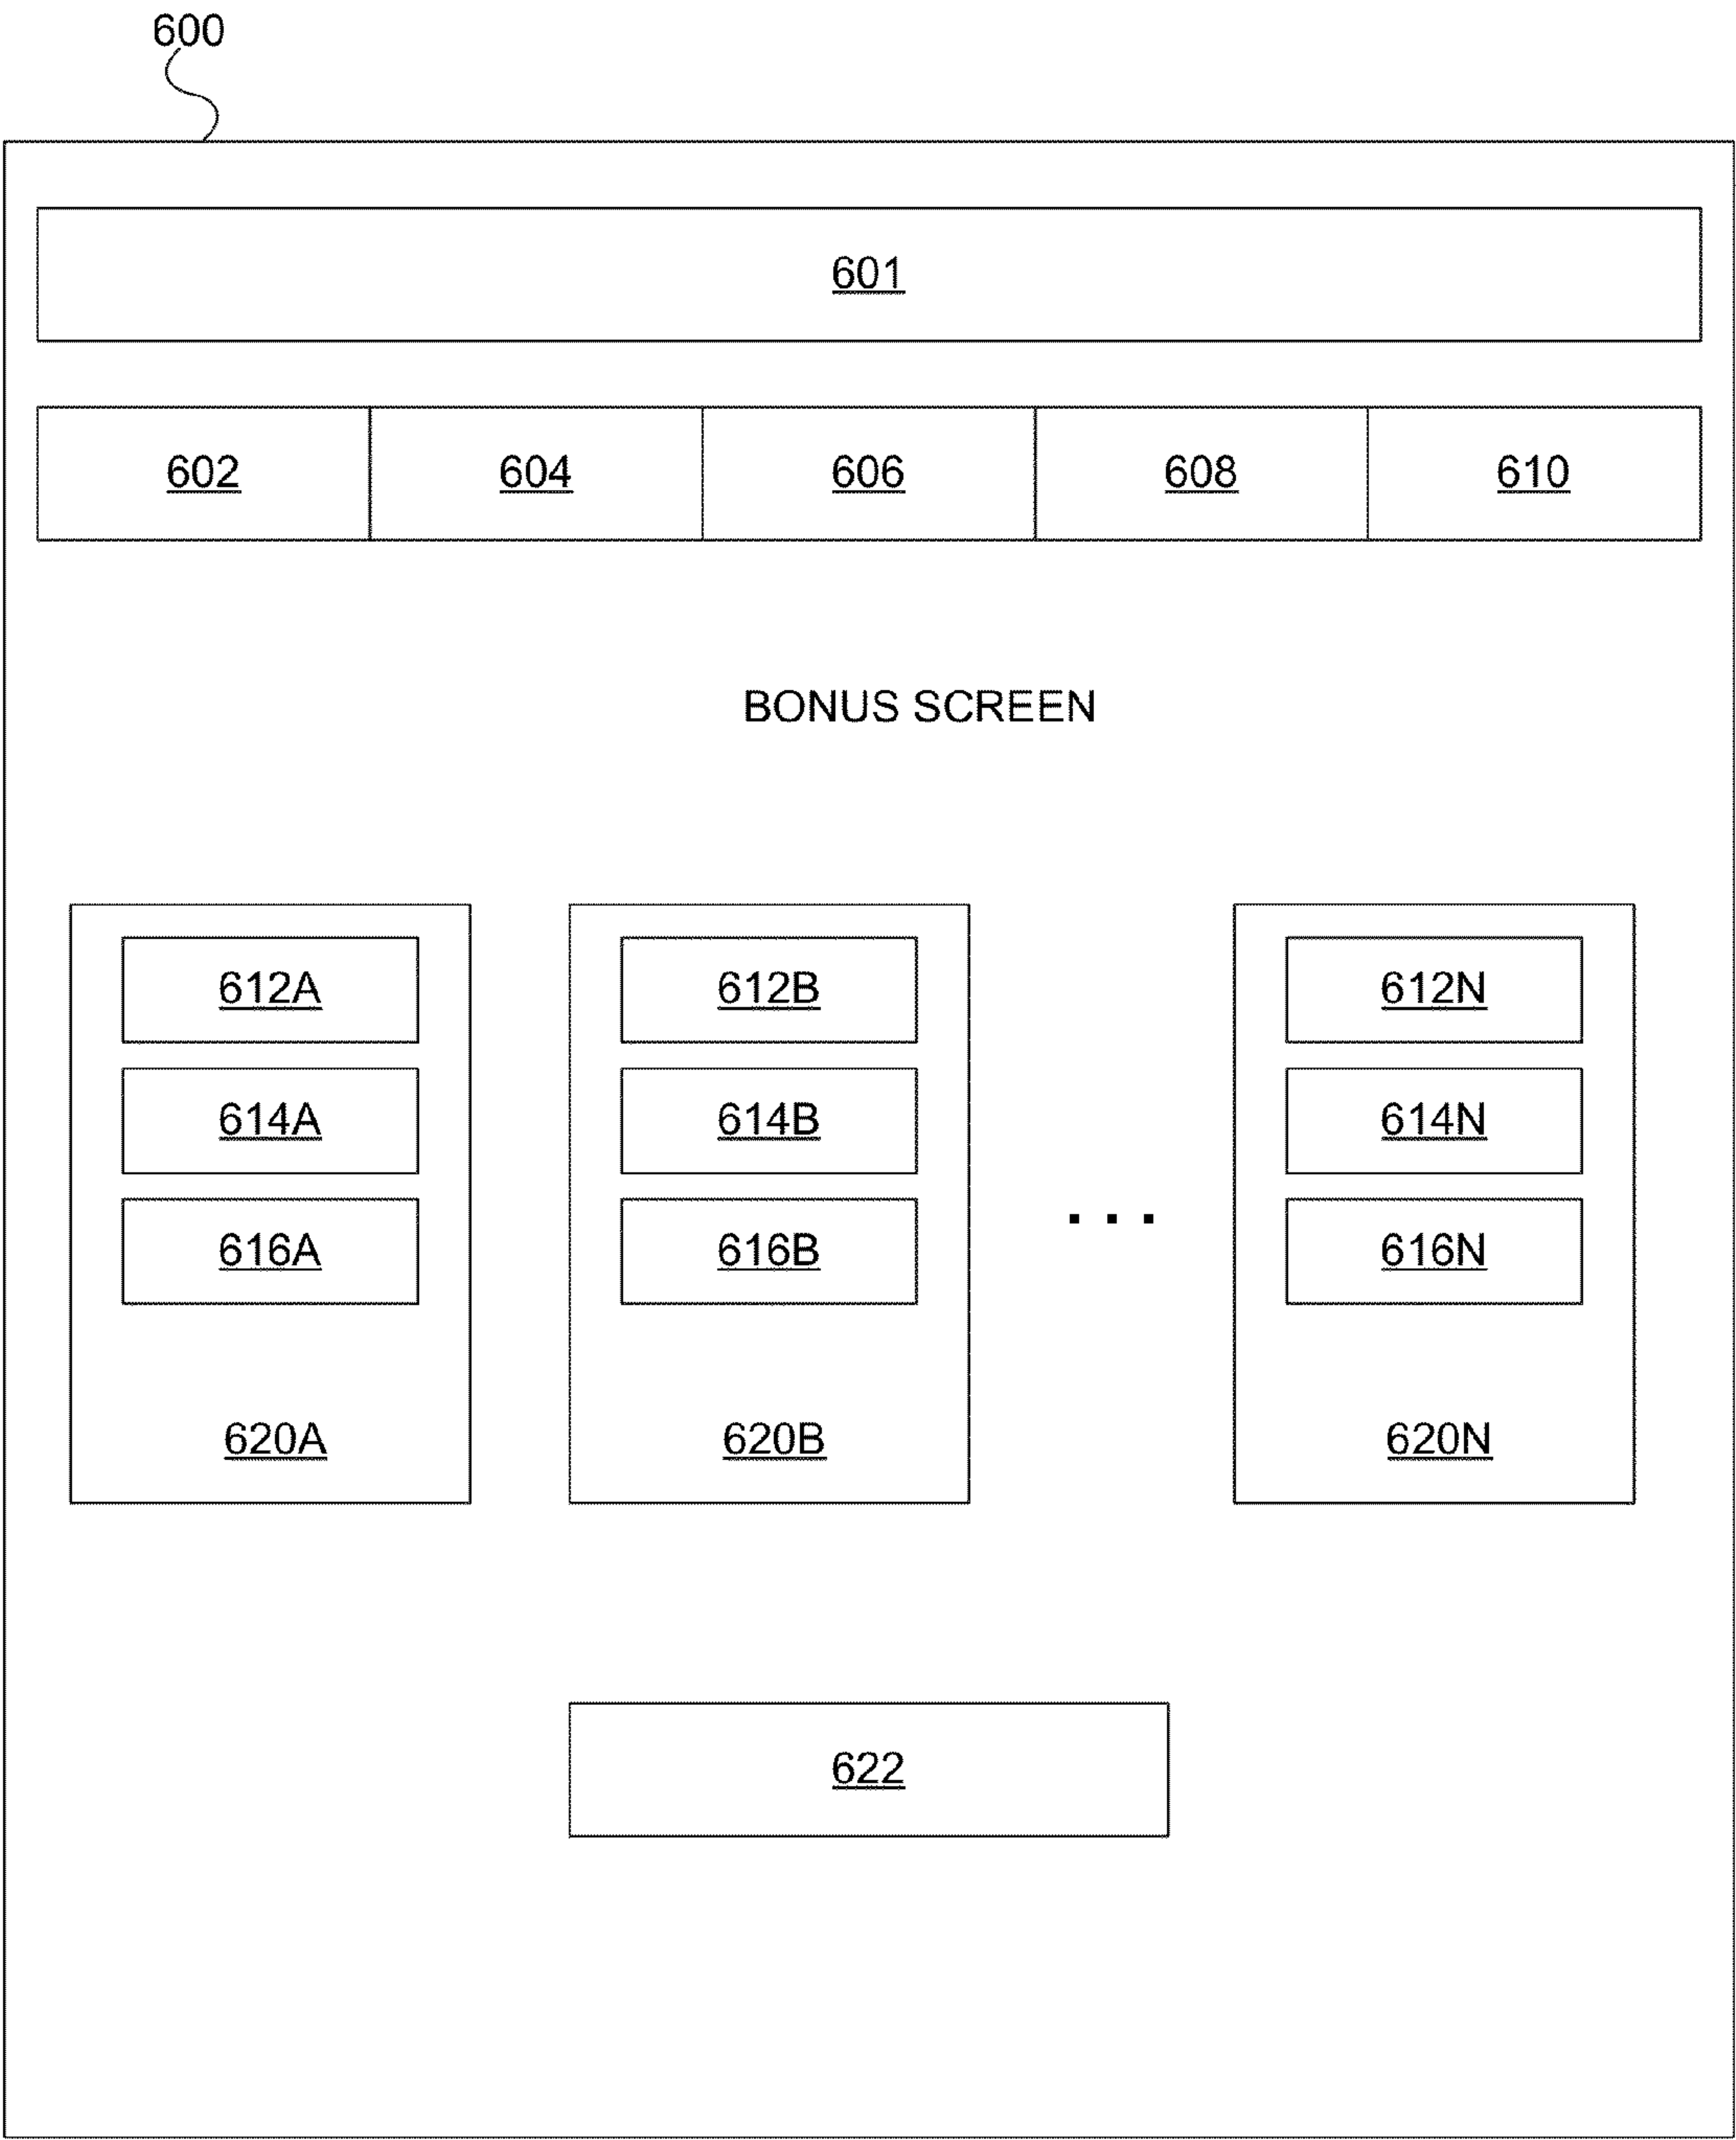 600
601
602 604 606 608 610
BONUS SCREEN
612A 612B 612N
614A 614B 614N
. . .
616A 616B 616N
620A 620B 620N
622